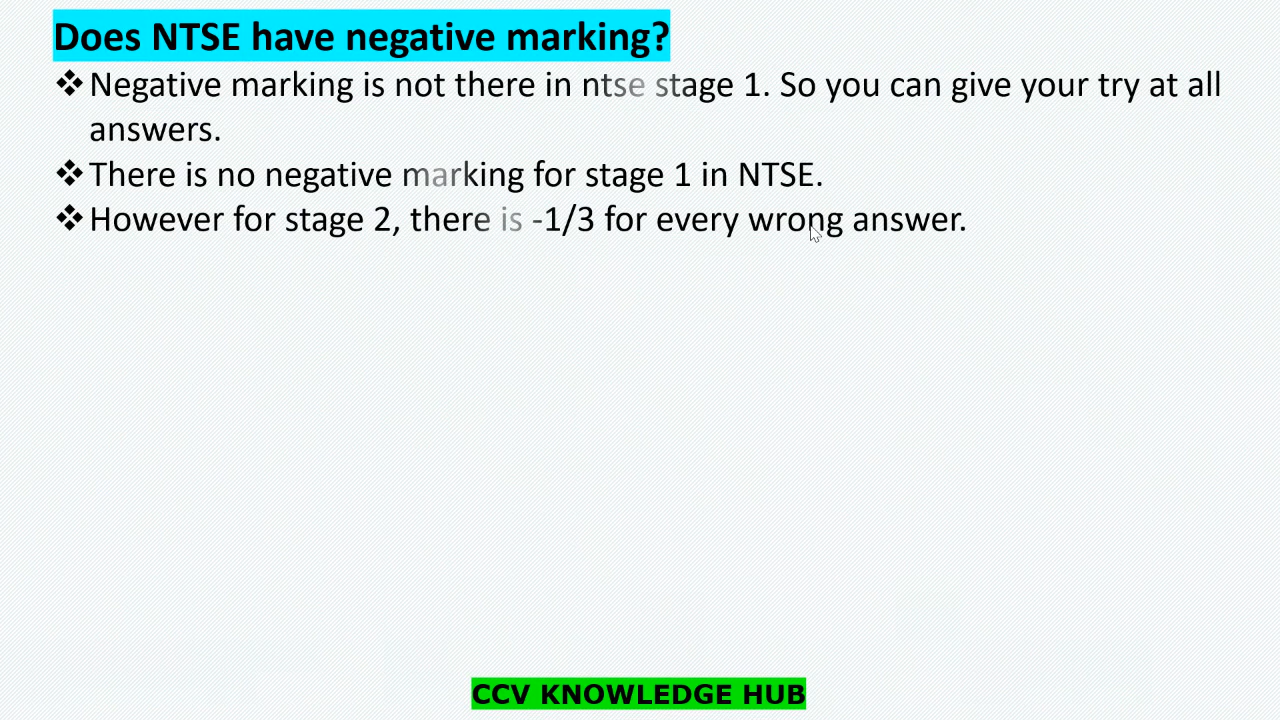 Does NTSE have negative marking?
❖ Negative marking is not there in ntse stage 1. So you can give your try at all
answers.
❖ There is no negative marking for stage 1 in NTSE.
❖ However for stage 2, there is -1/3 for every wrong answer.
CCV KNOWLEDGE HUB